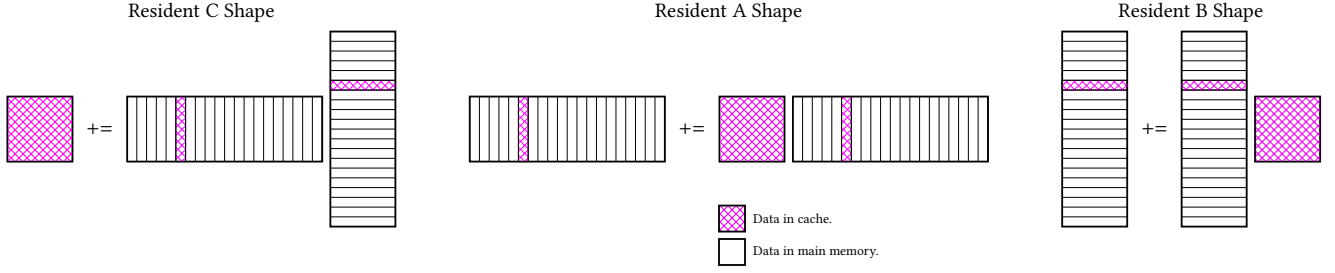 Resident C Shape
Resident A Shape
Resident B Shape
+=
+=
+=
Data in cache.
Data in main memory.